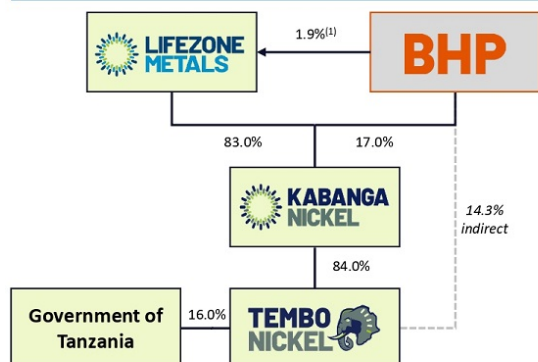 LIFEZONE
METALS
1.9%(1)
BHP
83.0%
17.0%
KABANGA
NICKEL
14.3%
indirect
84.0%
Government of
Tanzania
16.0%
TEMBO
NICKEL